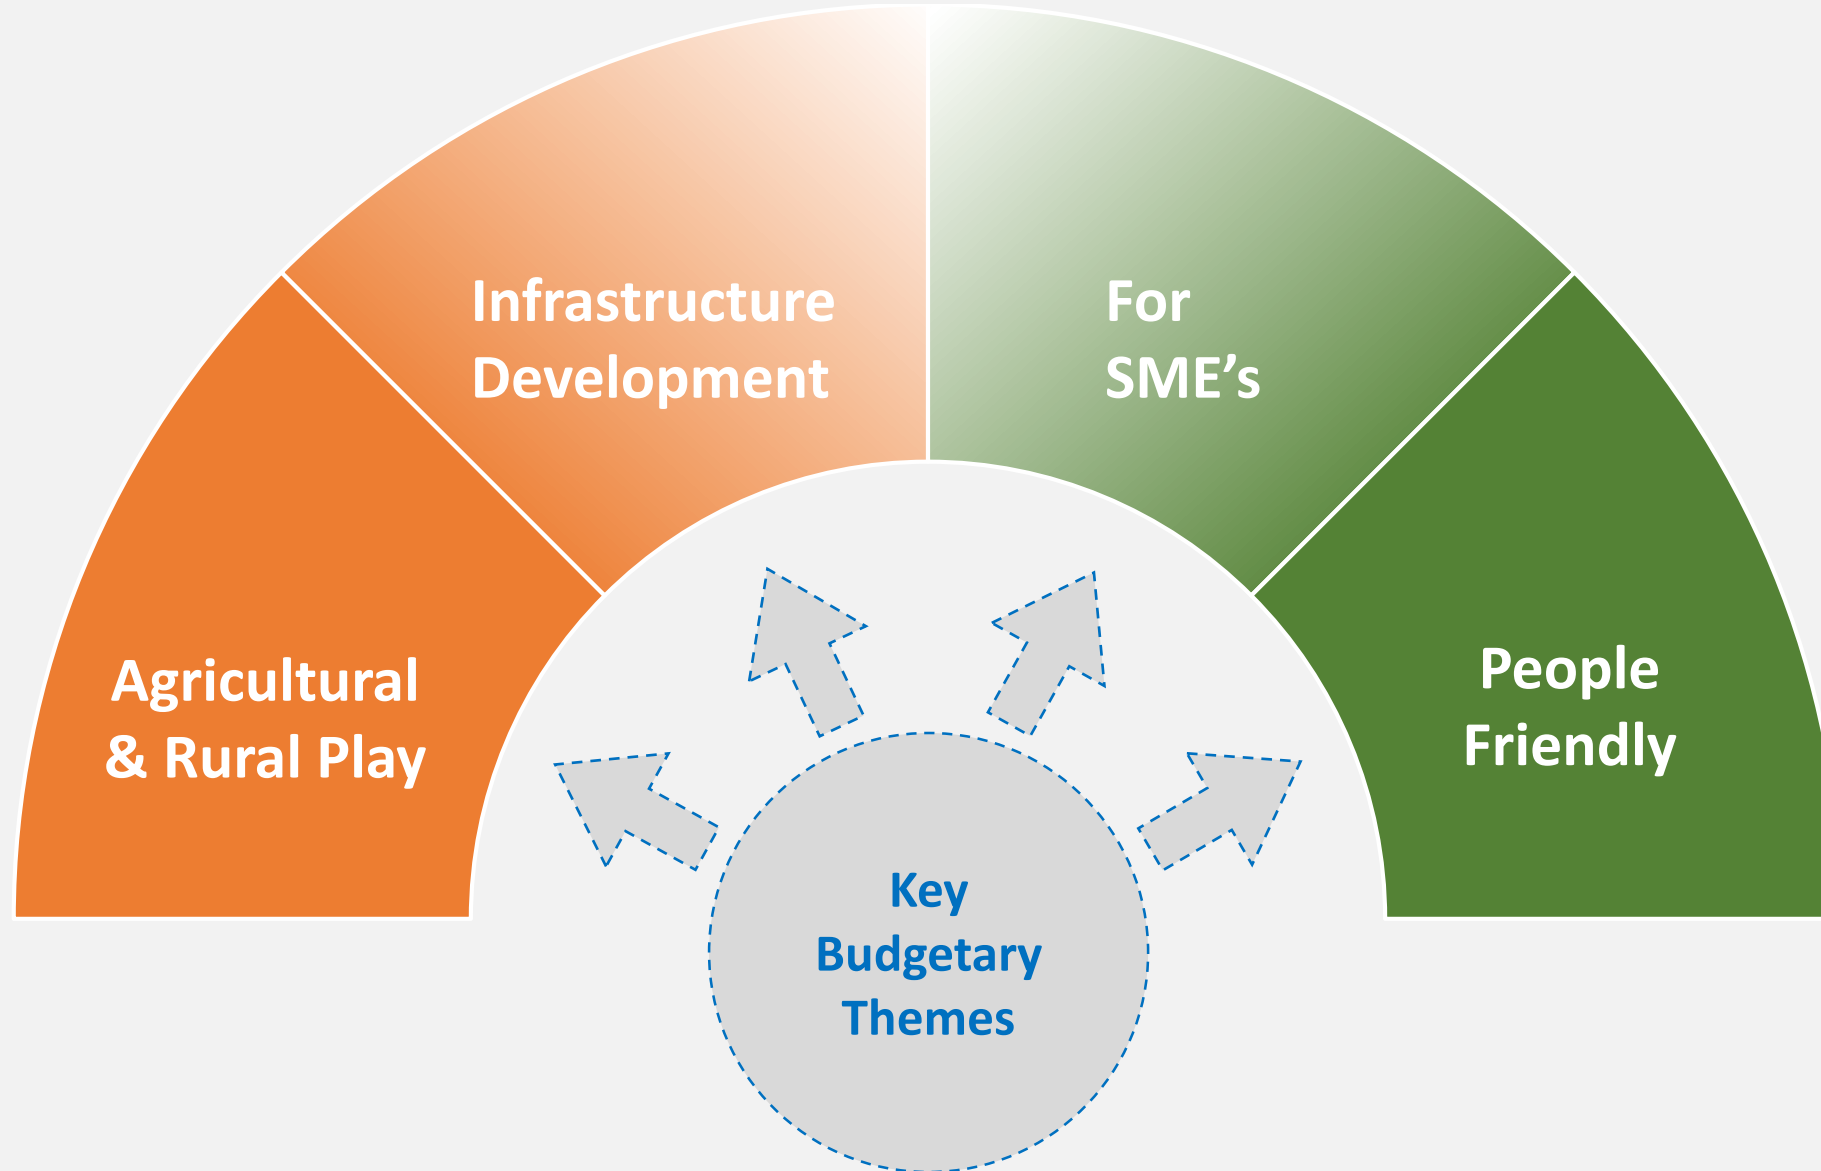 Infrastructure
Development
For
SME’s
Agricultural
& Rural Play
People
Friendly
Key
Budgetary
Themes